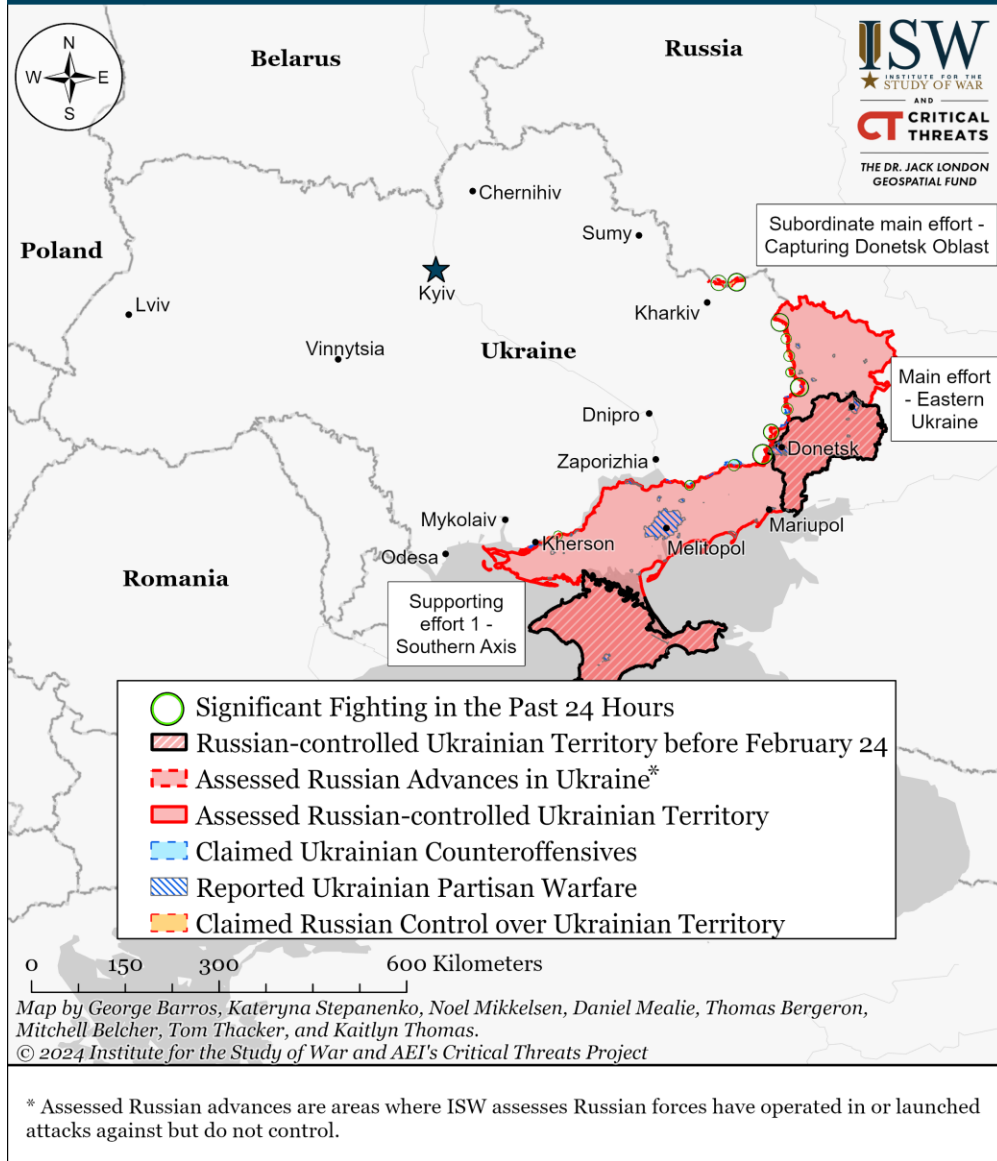 N
W
E
S
Belarus
Russia
ISW
INSTITUTE FOR THE
STUDY OF WAR
AND
CT CRITICAL
THREATS
THE DR. JACK LONDON
GEOSPATIAL FUND
Chernihiv
Subordinate main effort -
Capturing Donetsk Oblast
Sumy
Poland
Kyiv
Lviv
Kharkiv
Vinnytsia
Ukraine
Main effort
- Eastern
Ukraine
Dnipro
Donetsk
Zaporizhia
Mykolaiv
Mariupol
Kherson
Melitopol
Odesa
Romania
Supporting
effort 1 -
Southern Axis
Significant Fighting in the Past 24 Hours
Russian-controlled Ukrainian Territory before February 24
Assessed Russian Advances in Ukraine*
Assessed Russian-controlled Ukrainian Territory
Claimed Ukrainian Counteroffensives
Reported Ukrainian Partisan Warfare
Claimed Russian Control over Ukrainian Territory
0 150 300 600 Kilometers
Map by George Barros, Kateryna Stepanenko, Noel Mikkelsen, Daniel Mealie, Thomas Bergeron,
Mitchell Belcher, Tom Thacker, and Kaitlyn Thomas.
© 2024 Institute for the Study of War and AEI's Critical Threats Project
* Assessed Russian advances are areas where ISW assesses Russian forces have operated in or launched
attacks against but do not control.